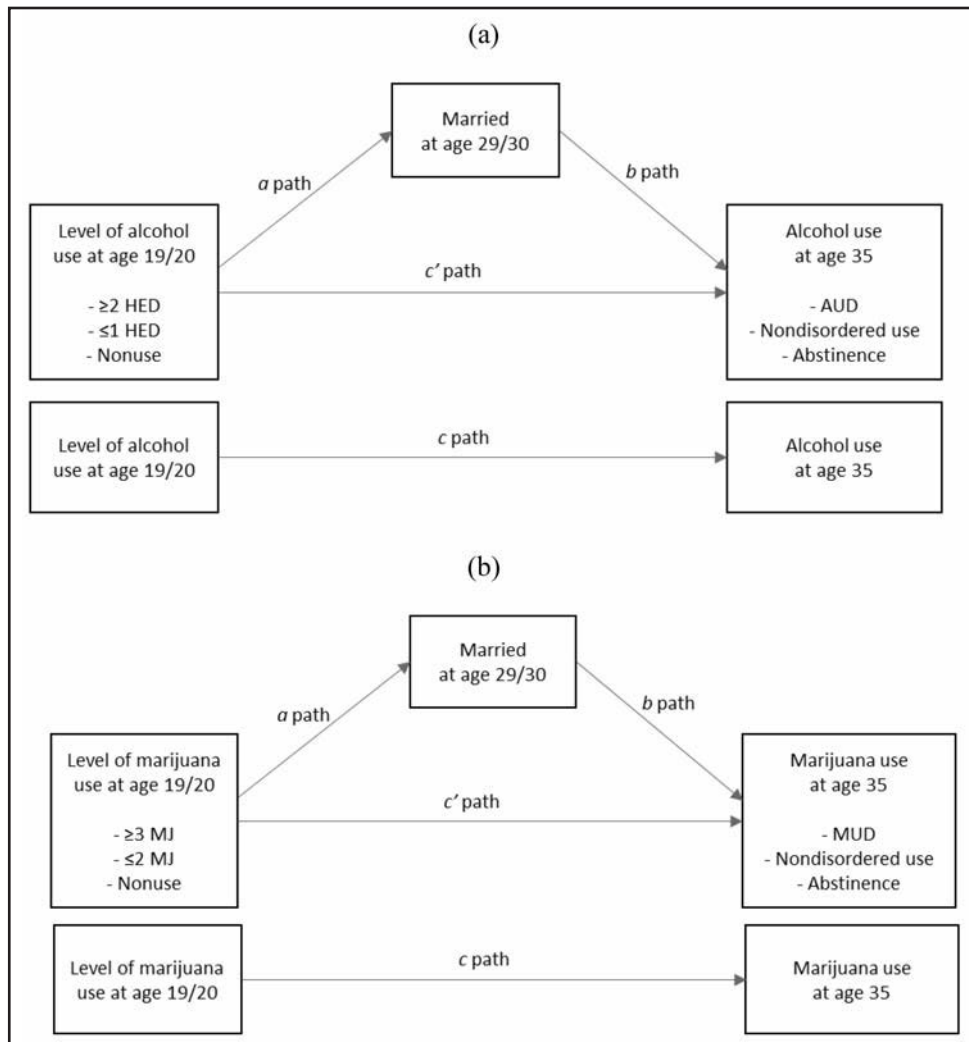 (a)
Married
at age 29/30
a path
b path
Level of alcohol
use at age 19/20
- ≥2 HED
- ≤1 HED
- Nonuse
c' path
Alcohol use
at age 35
- AUD
- Nondisordered use
- Abstinence
Level of alcohol
use at age 19/20
c path
Alcohol use
at age 35
(b)
Married
at age 29/30
a path
b path
Level of marijuana
use at age 19/20
- ≥3 MJ
- ≤2 MJ
- Nonuse
c' path
Marijuana use
at age 35
- MUD
- Nondisordered use
- Abstinence
Level of marijuana
use at age 19/20
c path
Marijuana use
at age 35